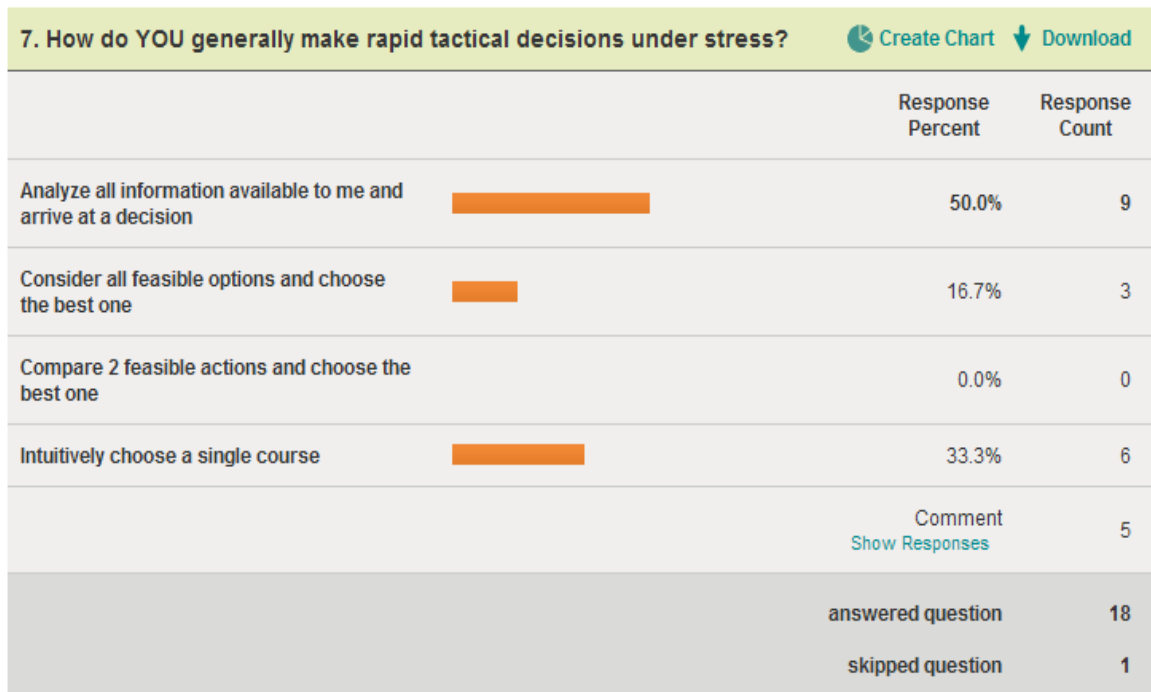 7. How do YOU generally make rapid tactical decisions under stress? Create Chart Download
Response Response
Percent Count
Analyze all information available to me and
arrive at a decision 50.0% 9
Consider all feasible options and choose
the best one 16.7% 3
Compare 2 feasible actions and choose the
best one 0.0% 0
Intuitively choose a single course 33.3% 6
Comment 5
Show Responses
answered question 18
skipped question 1